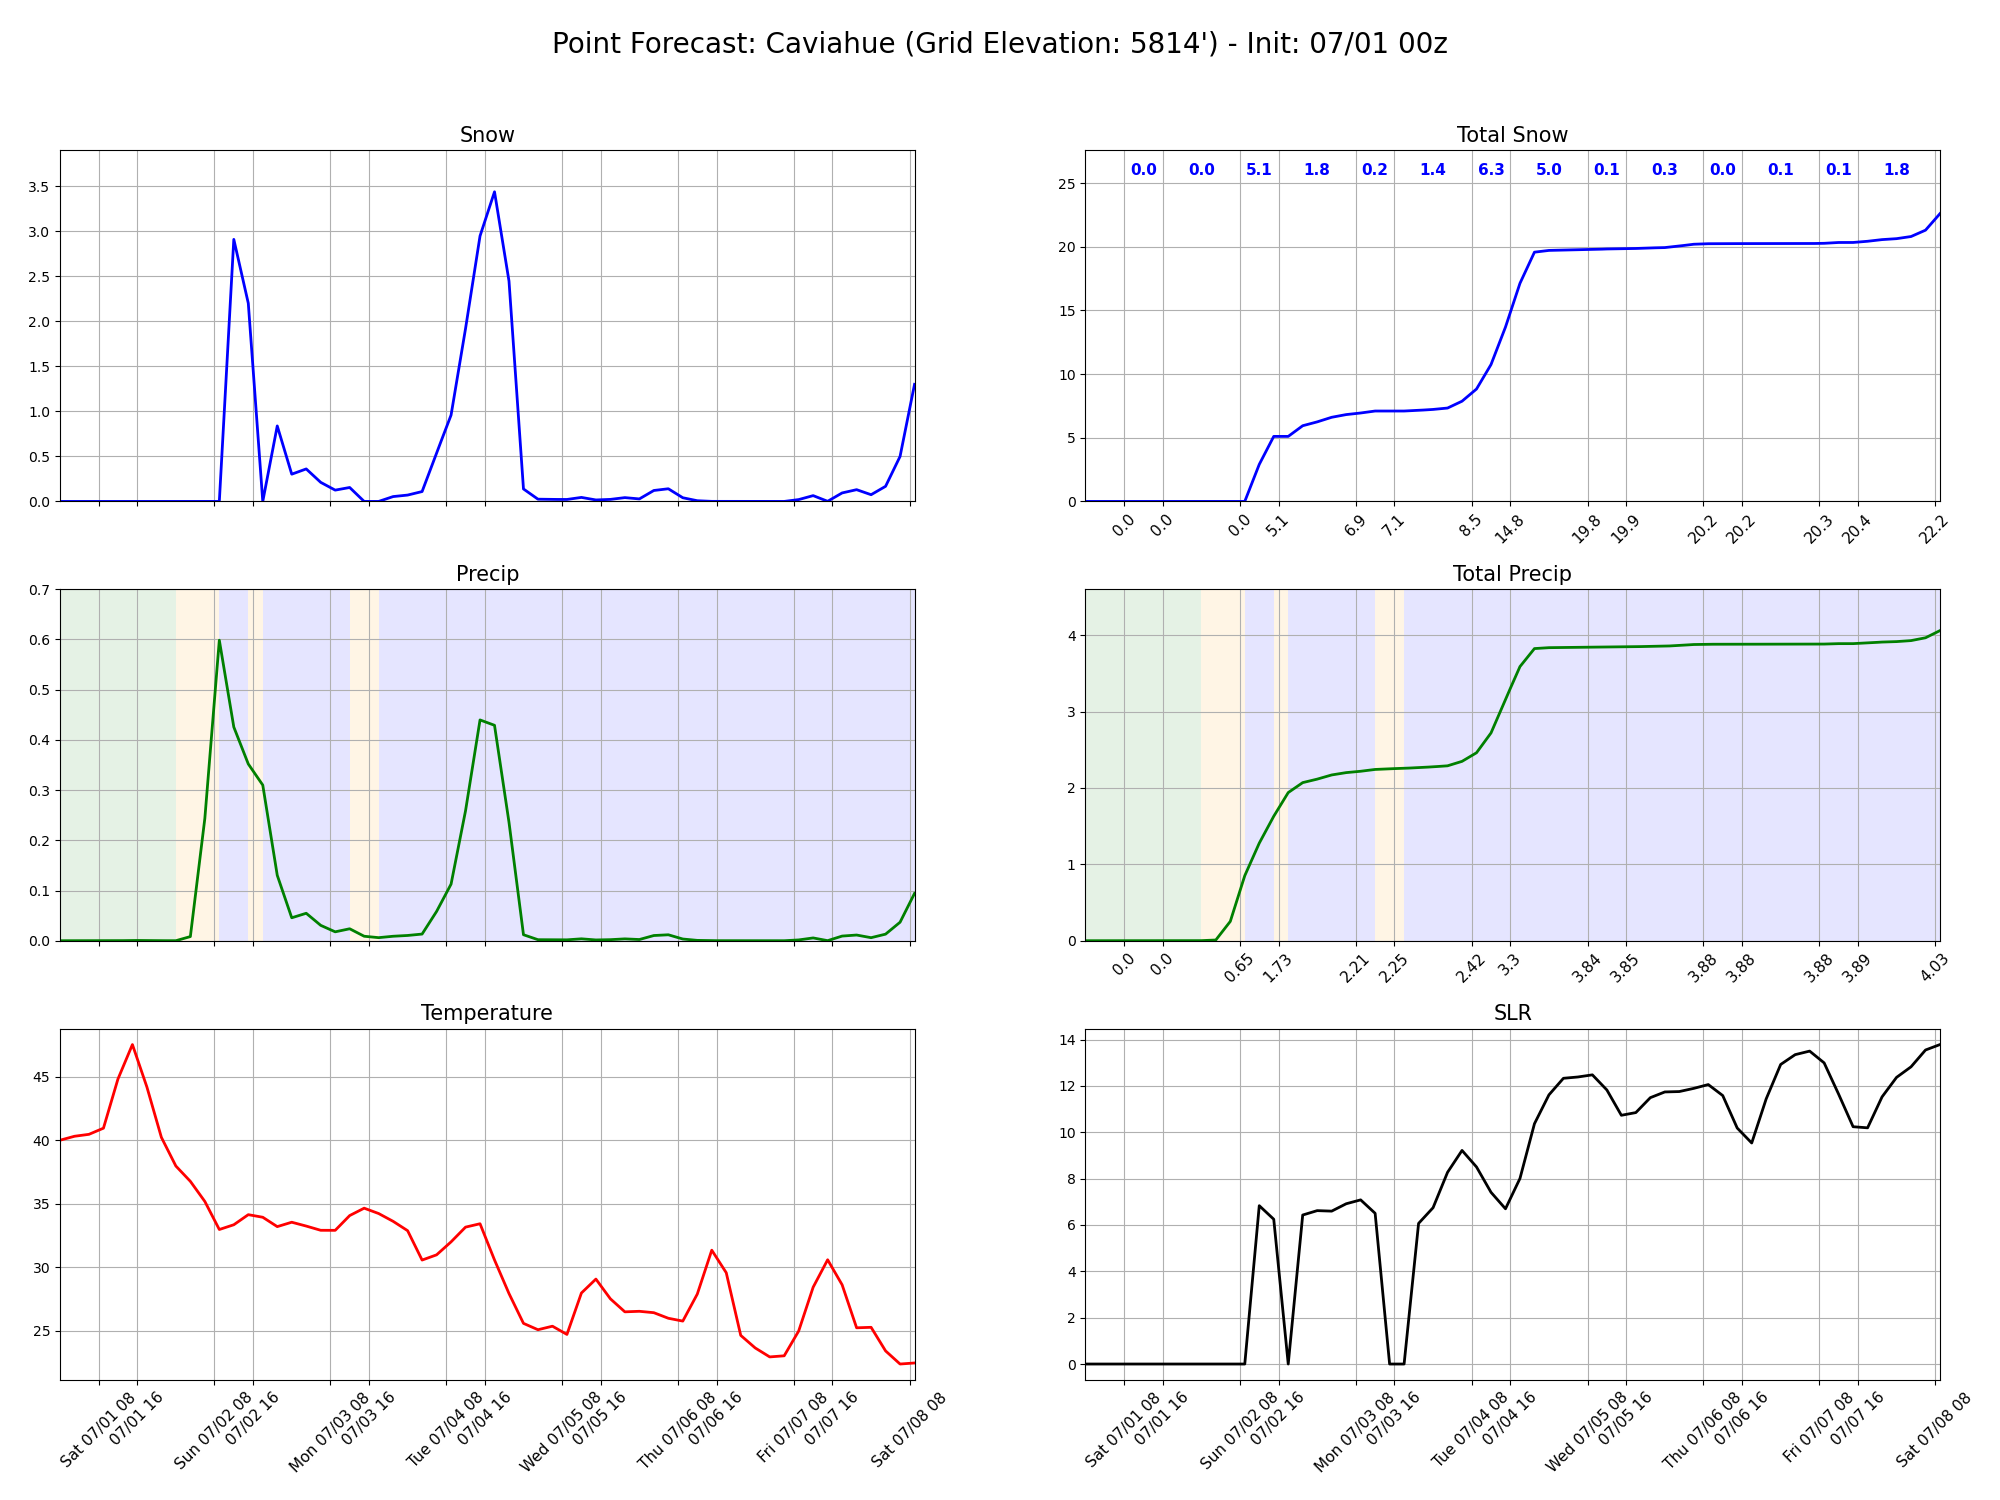 Point Forecast: Caviahue (Grid Elevation: 5814') - Init: 07/01 00z
Snow
3.5
3.0
2.5
2.0
1.5
1.0
0.5
0.0
Total Snow
0.0 0.0 5.1 1.8 0.2 1.4 6.3 5.0 0.1 0.3 0.0 0.1 0.1 1.8
25
20
15
10
5
0
0.0 0.0 0.0 5.1 6.9 7.1 8.5 14.8 19.8 19.9 20.2 20.2 20.3 20.4 22.2
Precip
0.7
0.6
0.5
0.4
0.3
0.2
0.1
0.0
Total Precip
4
3
2
1
0
0.0 0.0 0.65 1.73 2.21 2.25 2.42 3.3 3.84 3.85 3.88 3.88 3.88 3.89 4.03
Temperature
45
40
35
30
25
Sat 07/01 08
07/01 16
Sun 07/02 08
07/02 16
Mon 07/03 08
07/03 16
Tue 07/04 08
07/04 16
Wed 07/05 08
07/05 16
Thu 07/06 08
07/06 16
Fri 07/07 08
07/07 16
Sat 07/08 08
SLR
14
12
10
8
6
4
2
0
Sat 07/01 08
07/01 16
Sun 07/02 08
07/02 16
Mon 07/03 08
07/03 16
Tue 07/04 08
07/04 16
Wed 07/05 08
07/05 16
Thu 07/06 08
07/06 16
Fri 07/07 08
07/07 16
Sat 07/08 08